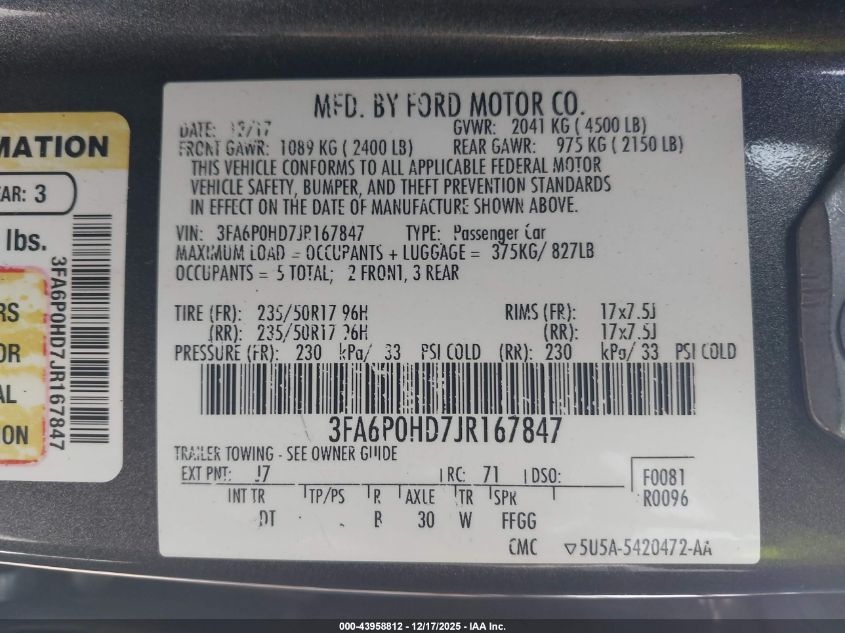 MATION
EAR: 3
lbs.
RS
OR
AL
ION
3FA6P0HD7JR167847
MFD. BY FORD MOTOR CO.
DATE: 12/17 GVWR: 2041 KG ( 4500 LB)
FRONT GAWR: 1089 KG ( 2400 LB) REAR GAWR: 975 KG ( 2150 LB)
THIS VEHICLE CONFORMS TO ALL APPLICABLE FEDERAL MOTOR
VEHICLE SAFETY, BUMPER, AND THEFT PREVENTION STANDARDS
IN EFFECT ON THE DATE OF MANUFACTURE SHOWN ABOVE.
VIN: 3FA6P0HD7JR167847 TYPE: Passenger Car
MAXIMUM LOAD = OCCUPANTS + LUGGAGE = 375KG/ 827LB
OCCUPANTS = 5 TOTAL; 2 FRONT, 3 REAR
TIRE (FR): 235/50R17 96H RIMS (FR): 17x7.5J
(RR): 235/50R17 96H (RR): 17x7.5J
PRESSURE (FR): 230 kPa/ 33 PSI COLD (RR): 230 kPa/ 33 PSI COLD
3FA6P0HD7JR167847
TRAILER TOWING - SEE OWNER GUIDE
EXT PNT: J7 RC: 71 DSO: F0081
INT TR TP/PS R AXLE TR SPR R0096
DT B 30 W FFGG
CMC ▽5U5A-5420472-AA
000-43958812 - 12/17/2025 - IAA Inc.